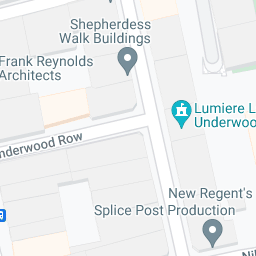 Shepherdess
Walk Buildings
Frank Reynolds
Architects
Lumiere L
Underwoo
nderwood Row
New Regent's
Splice Post Production